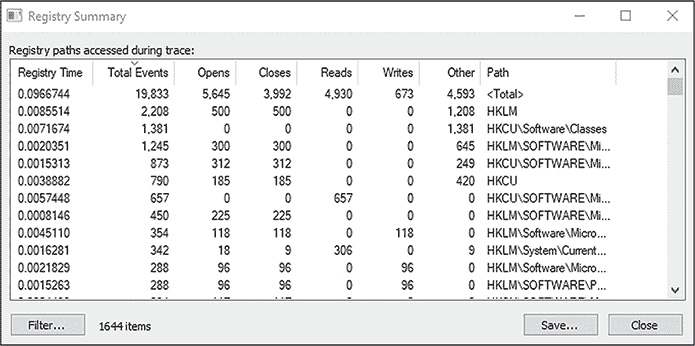 Registry Summary
Registry paths accessed during trace:
Registry Time Total Events Opens Closes Reads Writes Other Path
0.0966744 19,833 5,645 3,992 4,930 673 4,593 <Total>
0.0085514 2,208 500 500 0 0 1,208 HKLM
0.0071674 1,381 0 0 0 0 1,381 HKCU\Software\Classes
0.0020351 1,245 300 300 0 0 645 HKLM\SOFTWARE\Mi...
0.0015313 873 312 312 0 0 249 HKCU\SOFTWARE\Mi...
0.0038882 790 185 185 0 0 420 HKCU
0.0057448 657 0 0 657 0 0 HKCU\SOFTWARE\Mi...
0.0008146 450 225 225 0 0 0 HKLM\SOFTWARE\Mi...
0.0045110 354 118 118 0 118 0 HKLM\Software\Micro...
0.0016281 342 18 9 306 0 9 HKLM\System\Current...
0.0021829 288 96 96 0 96 0 HKLM\Software\Micro...
0.0015263 288 96 96 0 96 0 HKLM\SOFTWARE\P...
Filter... 1644 items Save... Close